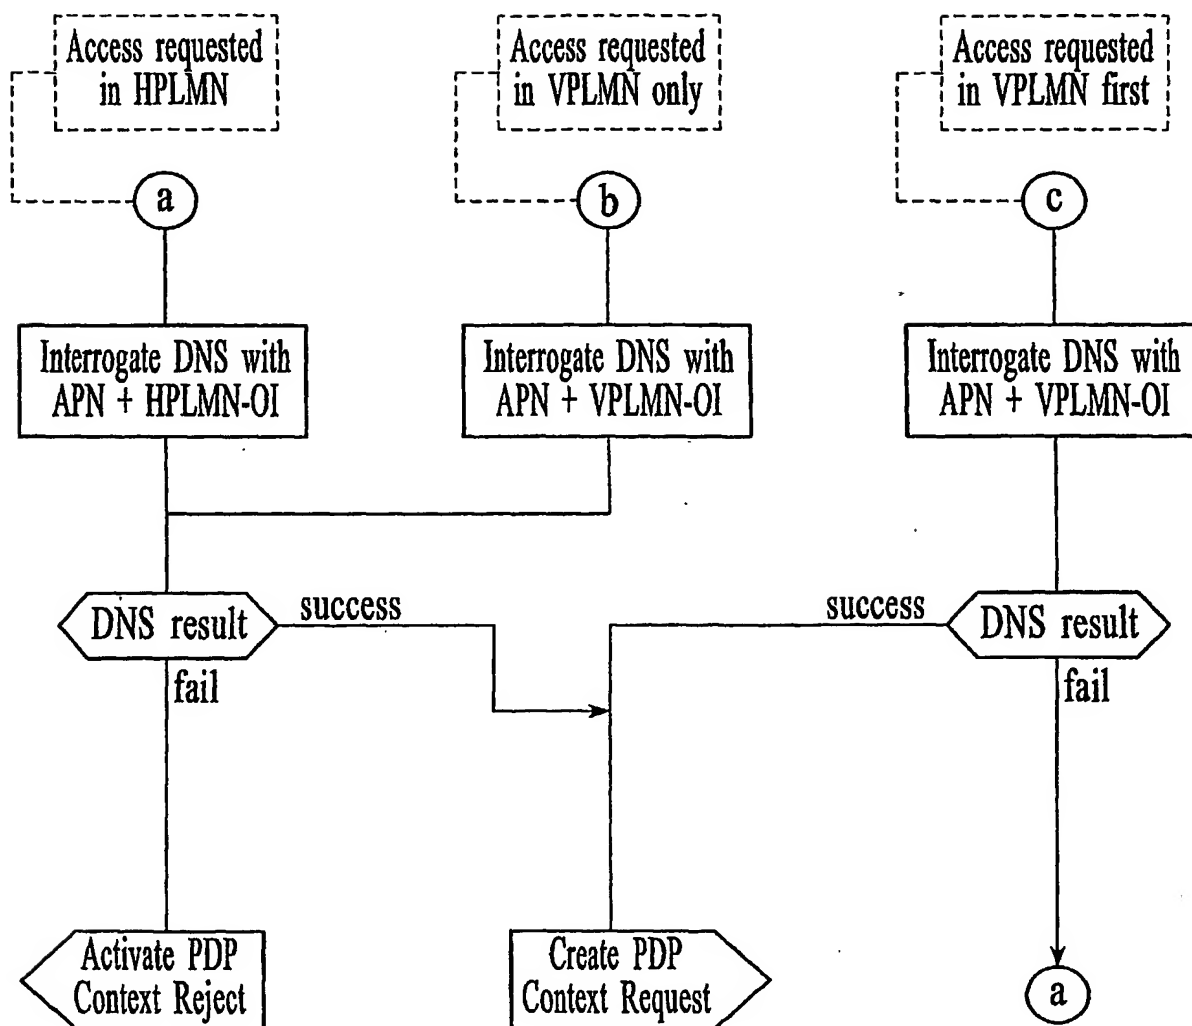 Access requested
in HPLMN
Access requested
in VPLMN only
Access requested
in VPLMN first
a
b
c
Interrogate DNS with
APN + HPLMN-OI
Interrogate DNS with
APN + VPLMN-OI
Interrogate DNS with
APN + VPLMN-OI
DNS result
success
success
DNS result
fail
fail
Activate PDP
Context Reject
Create PDP
Context Request
a